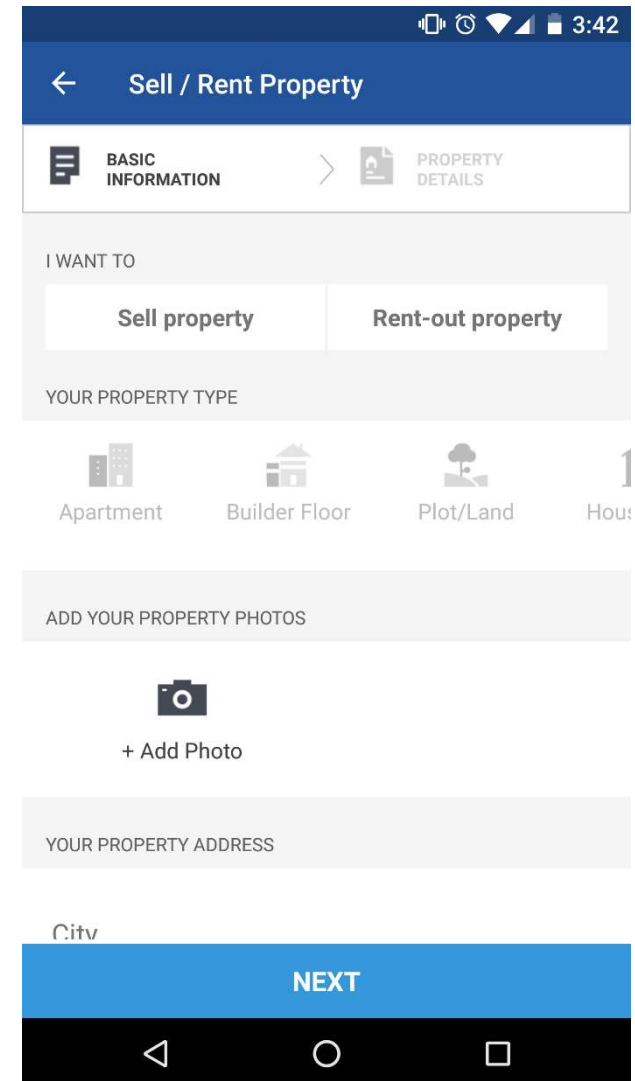 3:42
Sell / Rent Property
BASIC
INFORMATION
PROPERTY
DETAILS
I WANT TO
Sell property
Rent-out property
YOUR PROPERTY TYPE
Apartment
Builder Floor
Plot/Land
Hous
ADD YOUR PROPERTY PHOTOS
+ Add Photo
YOUR PROPERTY ADDRESS
City
NEXT